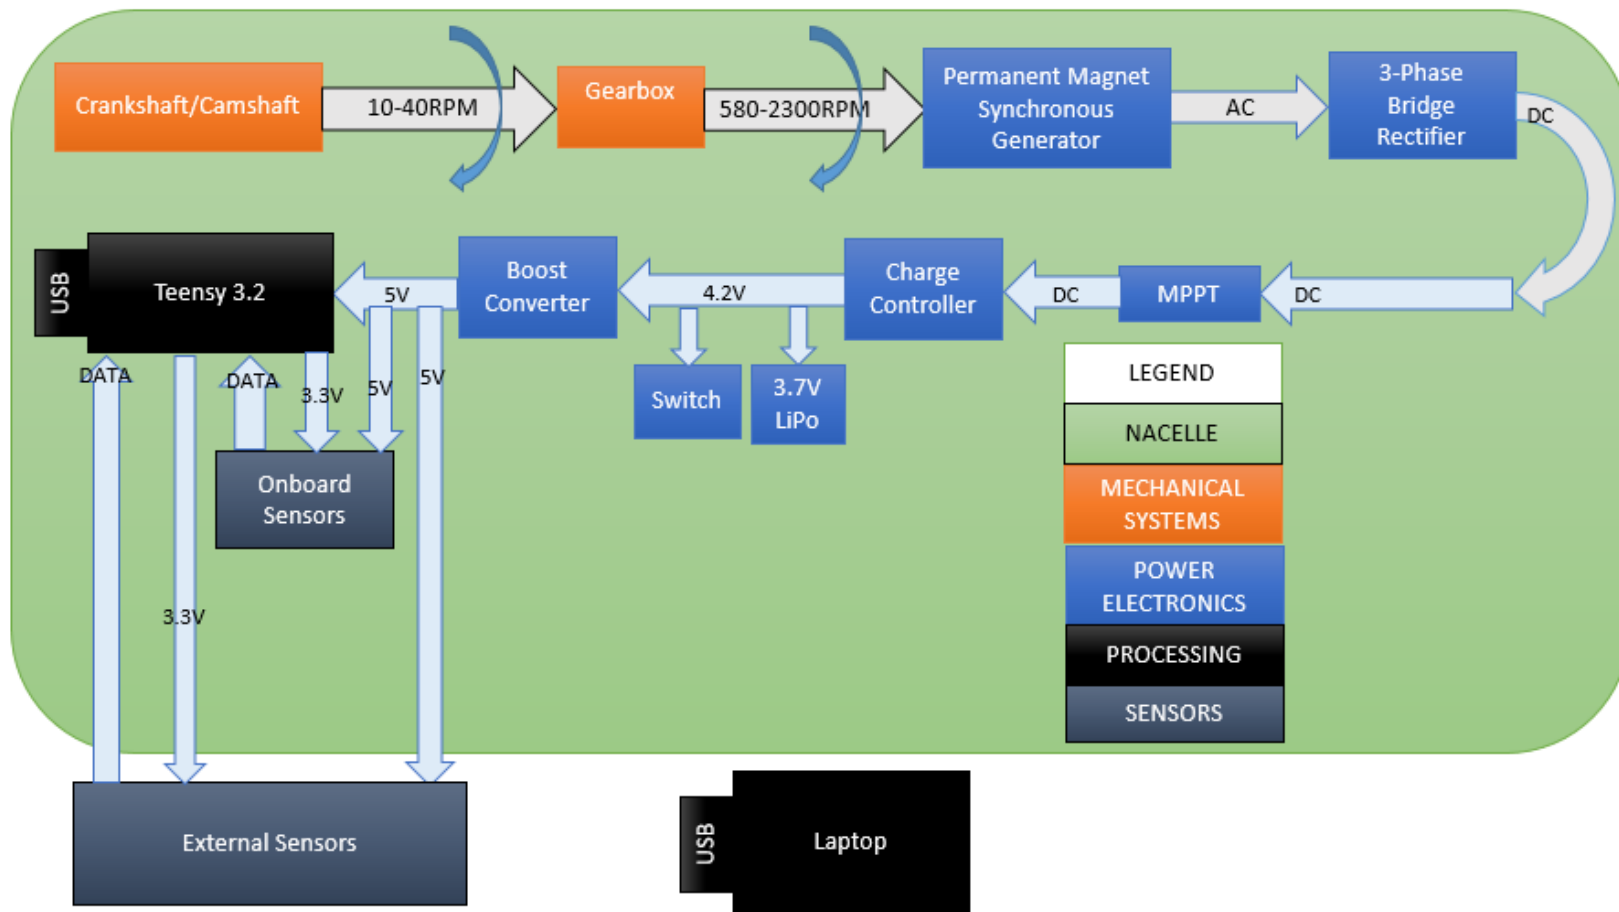 Crankshaft/Camshaft
10-40RPM
Gearbox
580-2300RPM
Permanent Magnet
Synchronous
Generator
AC
3-Phase
Bridge
Rectifier
DC
USB
Teensy 3.2
5V
Boost
Converter
4.2V
Charge
Controller
DC
MPPT
DC
DATA
DATA
3.3V
5V
5V
Switch
3.7V
LiPo
Onboard
Sensors
3.3V
LEGEND
NACELLE
MECHANICAL
SYSTEMS
POWER
ELECTRONICS
PROCESSING
SENSORS
External Sensors
USB
Laptop